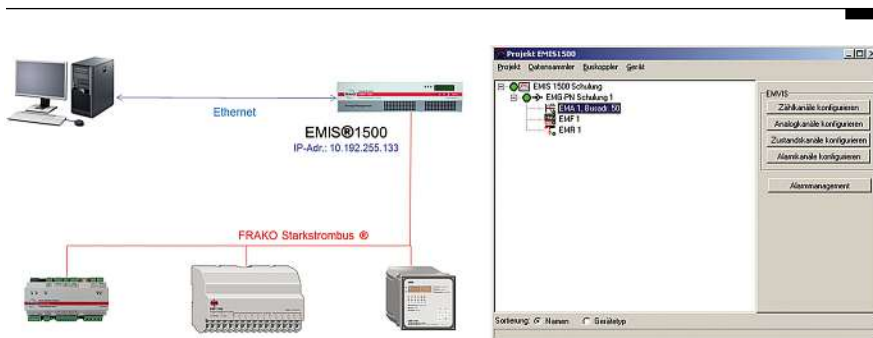 Ethernet
EMIS®1500
IP-Adr.: 10.192.255.133
FRAKO Starkstrombus ®
Projekt EMIS1500
Projekt Datensammler Buskoppler Gerät
EMIS 1500 Schulung
EMG-PN Schulung 1
EMA 1, Busadr. 50
EMF 1
EMR 1
EMVIS
Zählkanäle konfigurieren
Analogkanäle konfigurieren
Zustandskanäle konfigurieren
Alarmkanäle konfigurieren
Alarmmanagement
Sortierung: Namen Gerätetyp